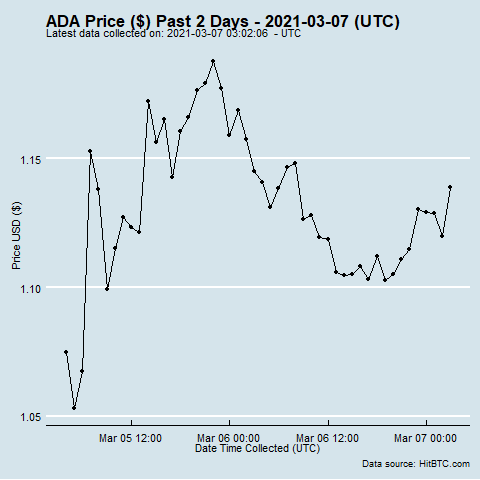 ADA Price ($) Past 2 Days - 2021-03-07 (UTC)
Latest data collected on: 2021-03-07 03:02:06 - UTC
1.15
1.10
1.05
Price USD ($)
Mar 05 12:00 Mar 06 00:00 Mar 06 12:00 Mar 07 00:00
Date Time Collected (UTC)
Data source: HitBTC.com